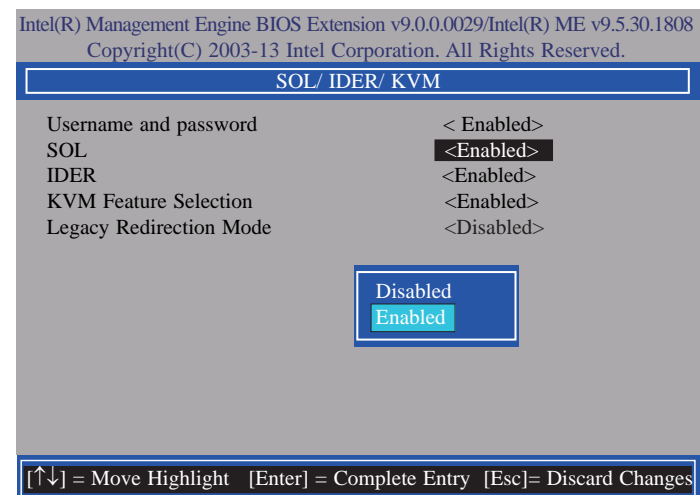 Intel(R) Management Engine BIOS Extension v9.0.0.0029/Intel(R) ME v9.5.30.1808
Copyright(C) 2003-13 Intel Corporation. All Rights Reserved.
SOL/ IDER/ KVM
Username and password < Enabled>
SOL <Enabled>
IDER <Enabled>
KVM Feature Selection <Enabled>
Legacy Redirection Mode <Disabled>
Disabled
Enabled
[↑↓] = Move Highlight [Enter] = Complete Entry [Esc]= Discard Changes